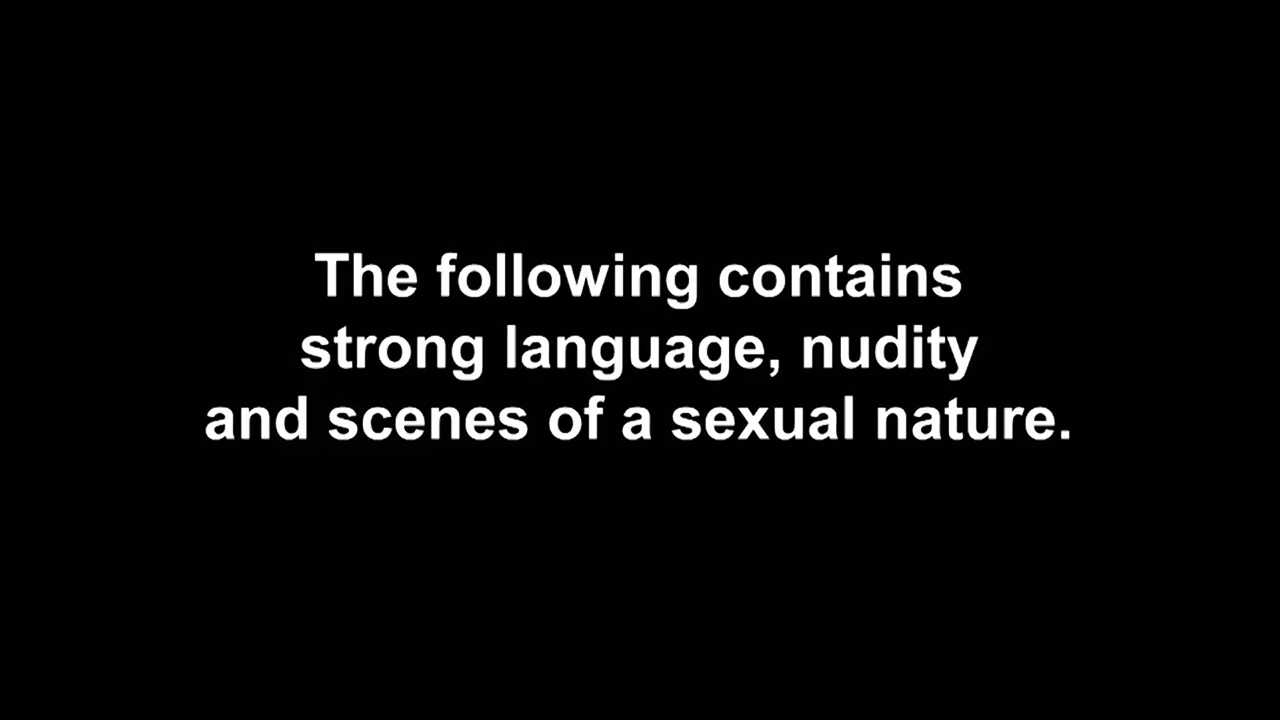 The following contains
strong language, nudity
and scenes of a sexual nature.